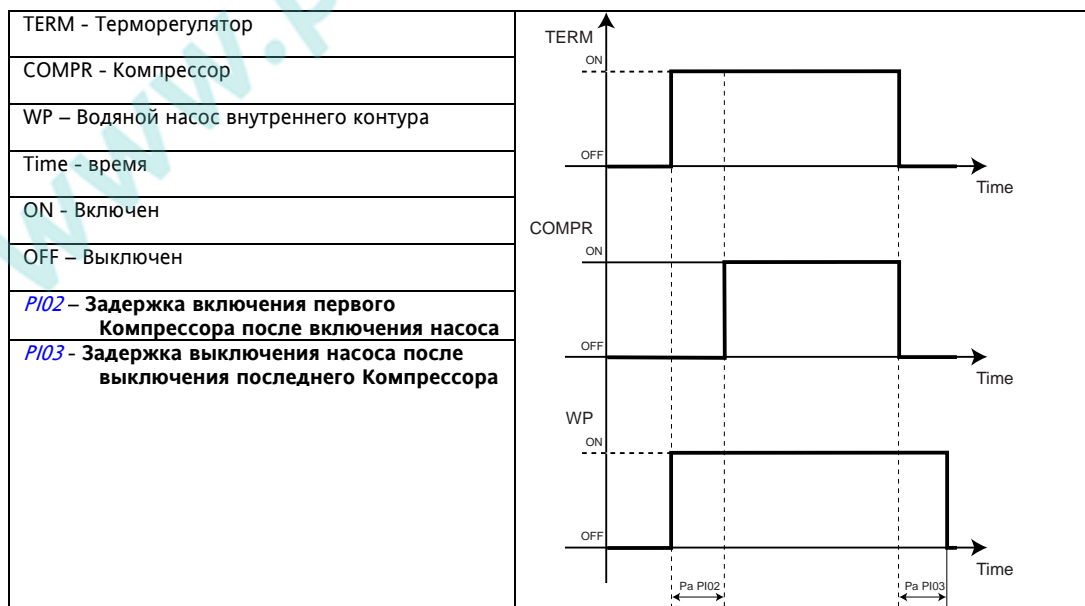 TERM - Терморегулятор
COMPR - Компрессор
WP – Водяной насос внутреннего контура
Time - время
ON - Включен
OFF – Выключен
PI02 – Задержка включения первого
Компрессора после включения насоса
PI03 - Задержка выключения насоса после
выключения последнего Компрессора
TERM
ON
OFF
Time
COMPR
ON
OFF
Time
WP
ON
OFF
Time
Pa PI02
Pa PI03
www.p